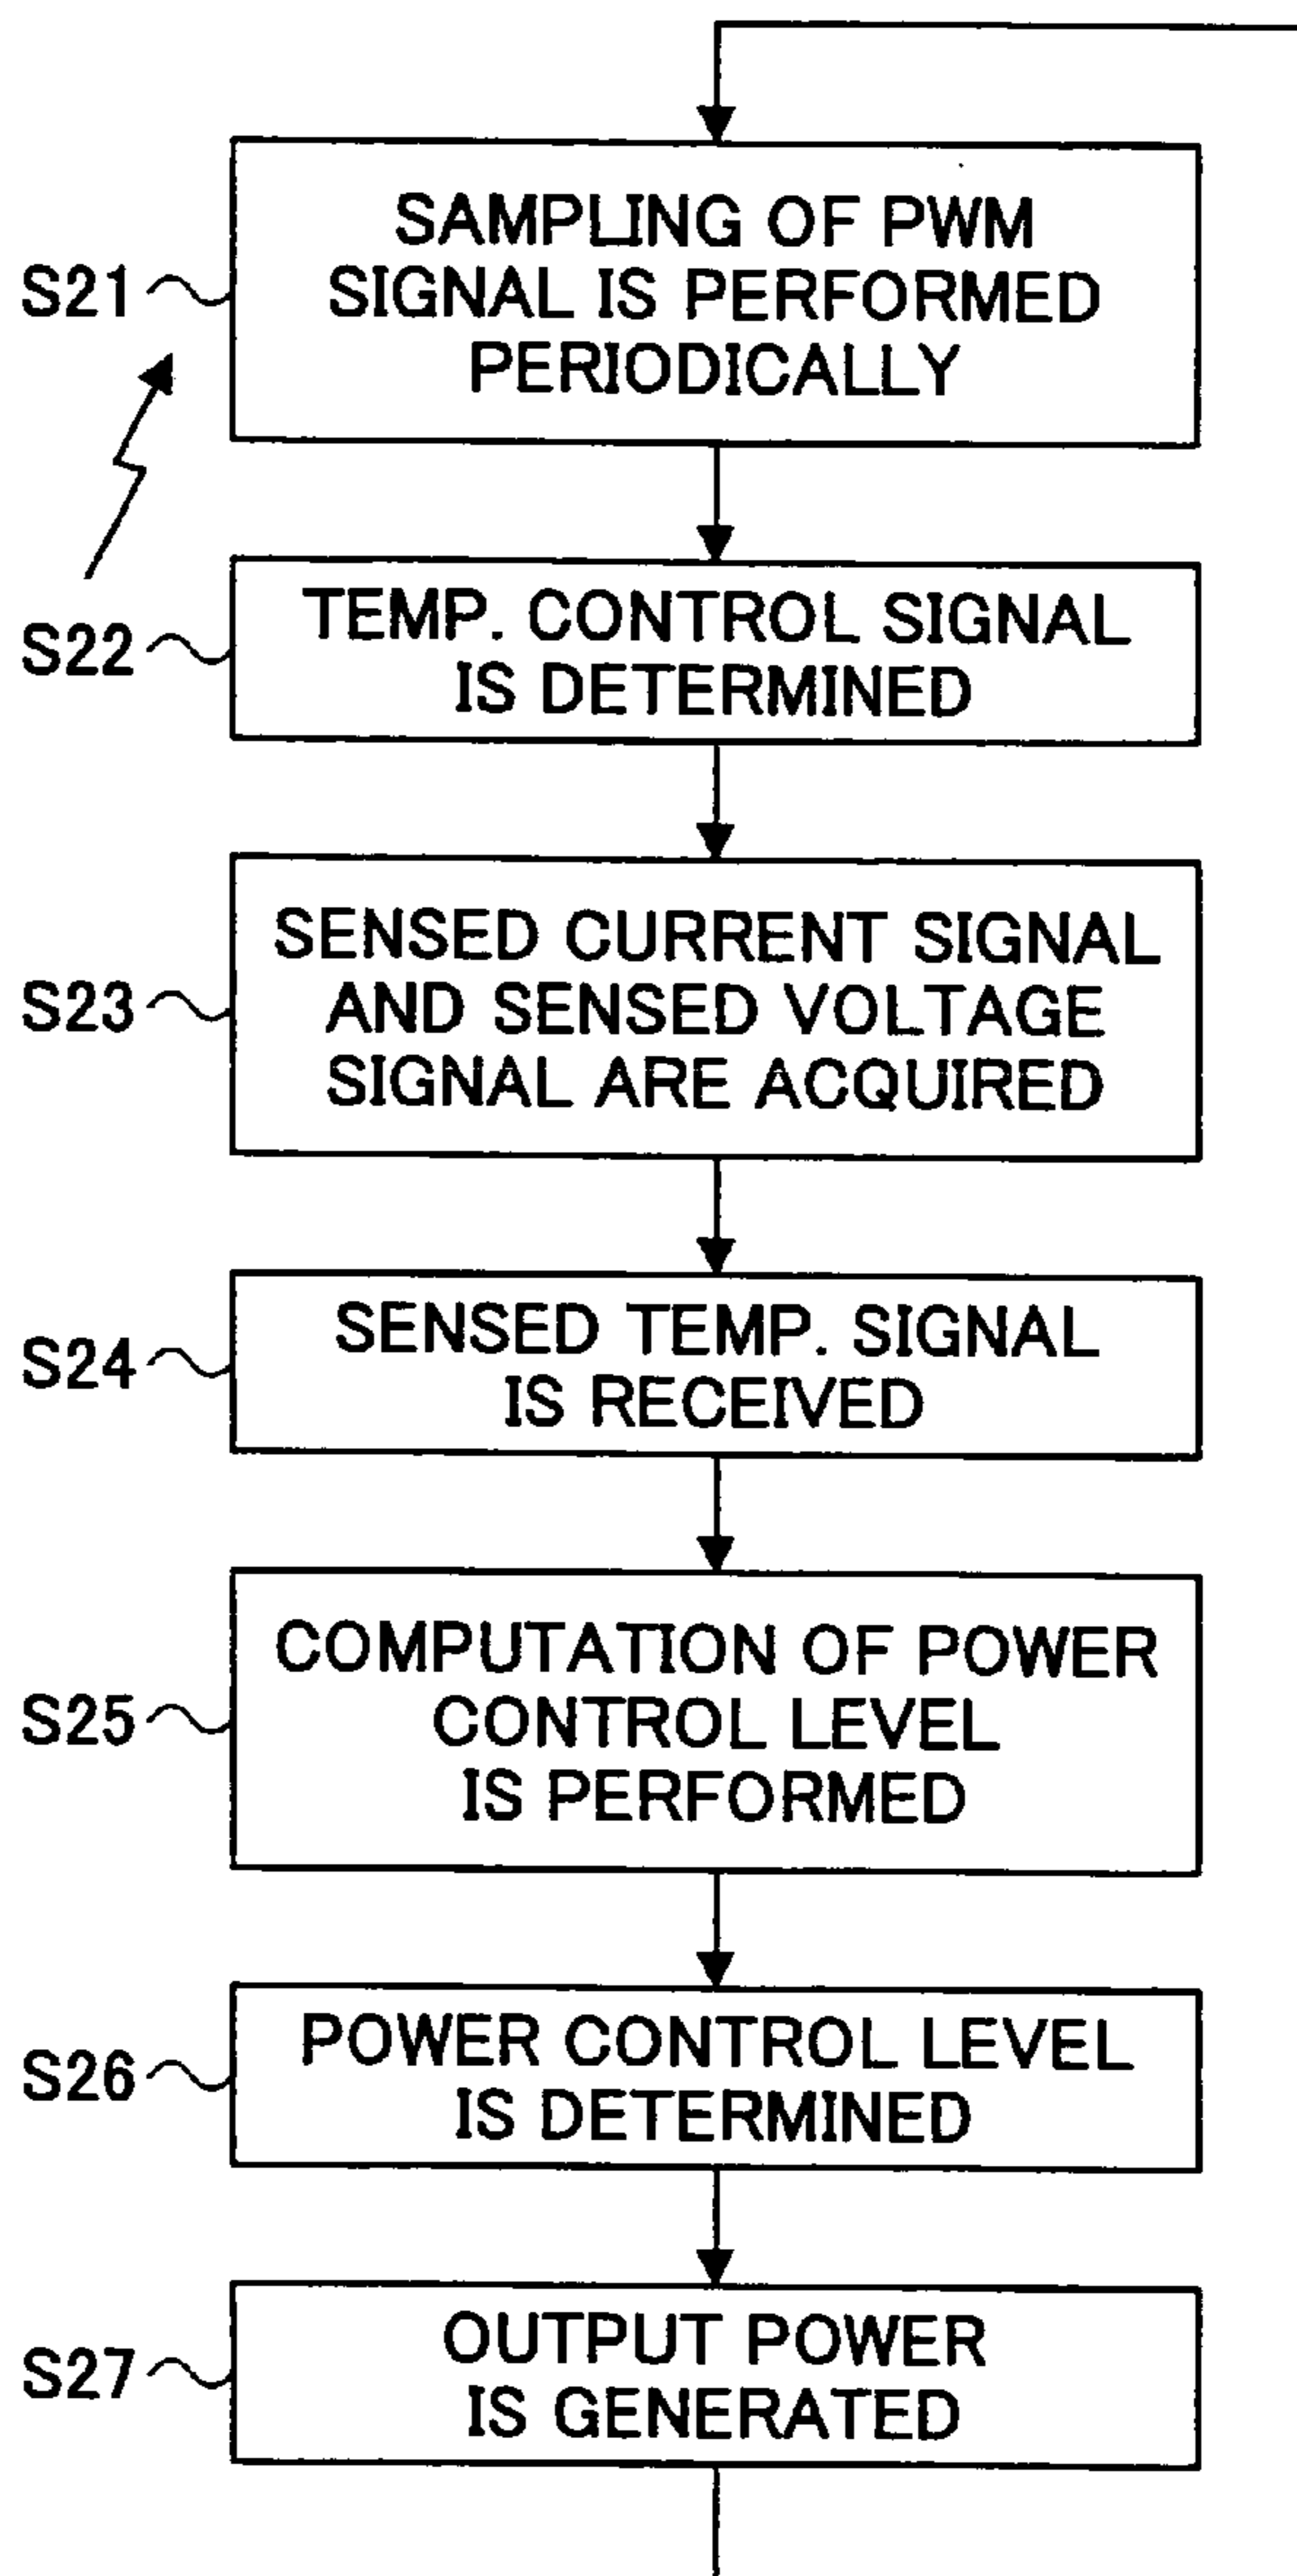 S21
SAMPLING OF PWM
SIGNAL IS PERFORMED
PERIODICALLY
S22
TEMP. CONTROL SIGNAL
IS DETERMINED
S23
SENSED CURRENT SIGNAL
AND SENSED VOLTAGE
SIGNAL ARE ACQUIRED
S24
SENSED TEMP. SIGNAL
IS RECEIVED
S25
COMPUTATION OF POWER
CONTROL LEVEL
IS PERFORMED
S26
POWER CONTROL LEVEL
IS DETERMINED
S27
OUTPUT POWER
IS GENERATED